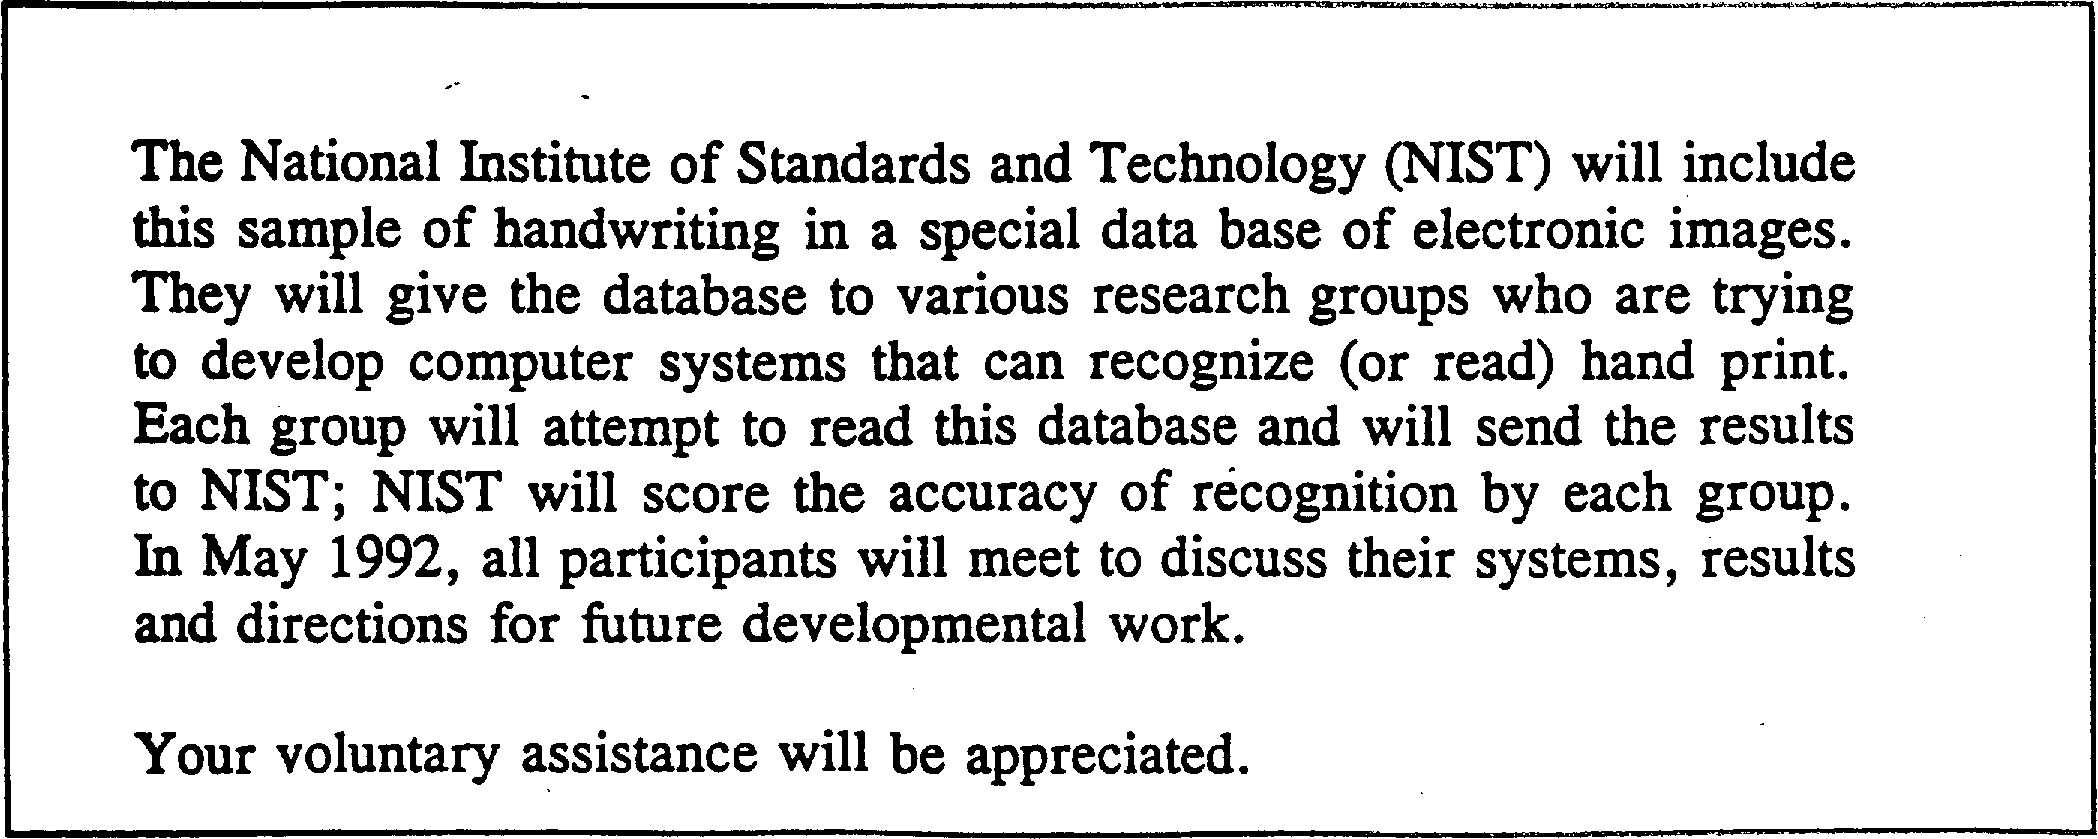 The National Institute of Standards and Technology (NIST) will include
this sample of handwriting in a special data base of electronic images.
They will give the database to various research groups who are trying
to develop computer systems that can recognize (or read) hand print.
Each group will attempt to read this database and will send the results
to NIST; NIST will score the accuracy of recognition by each group.
In May 1992, all participants will meet to discuss their systems, results
and directions for future developmental work.
Your voluntary assistance will be appreciated.